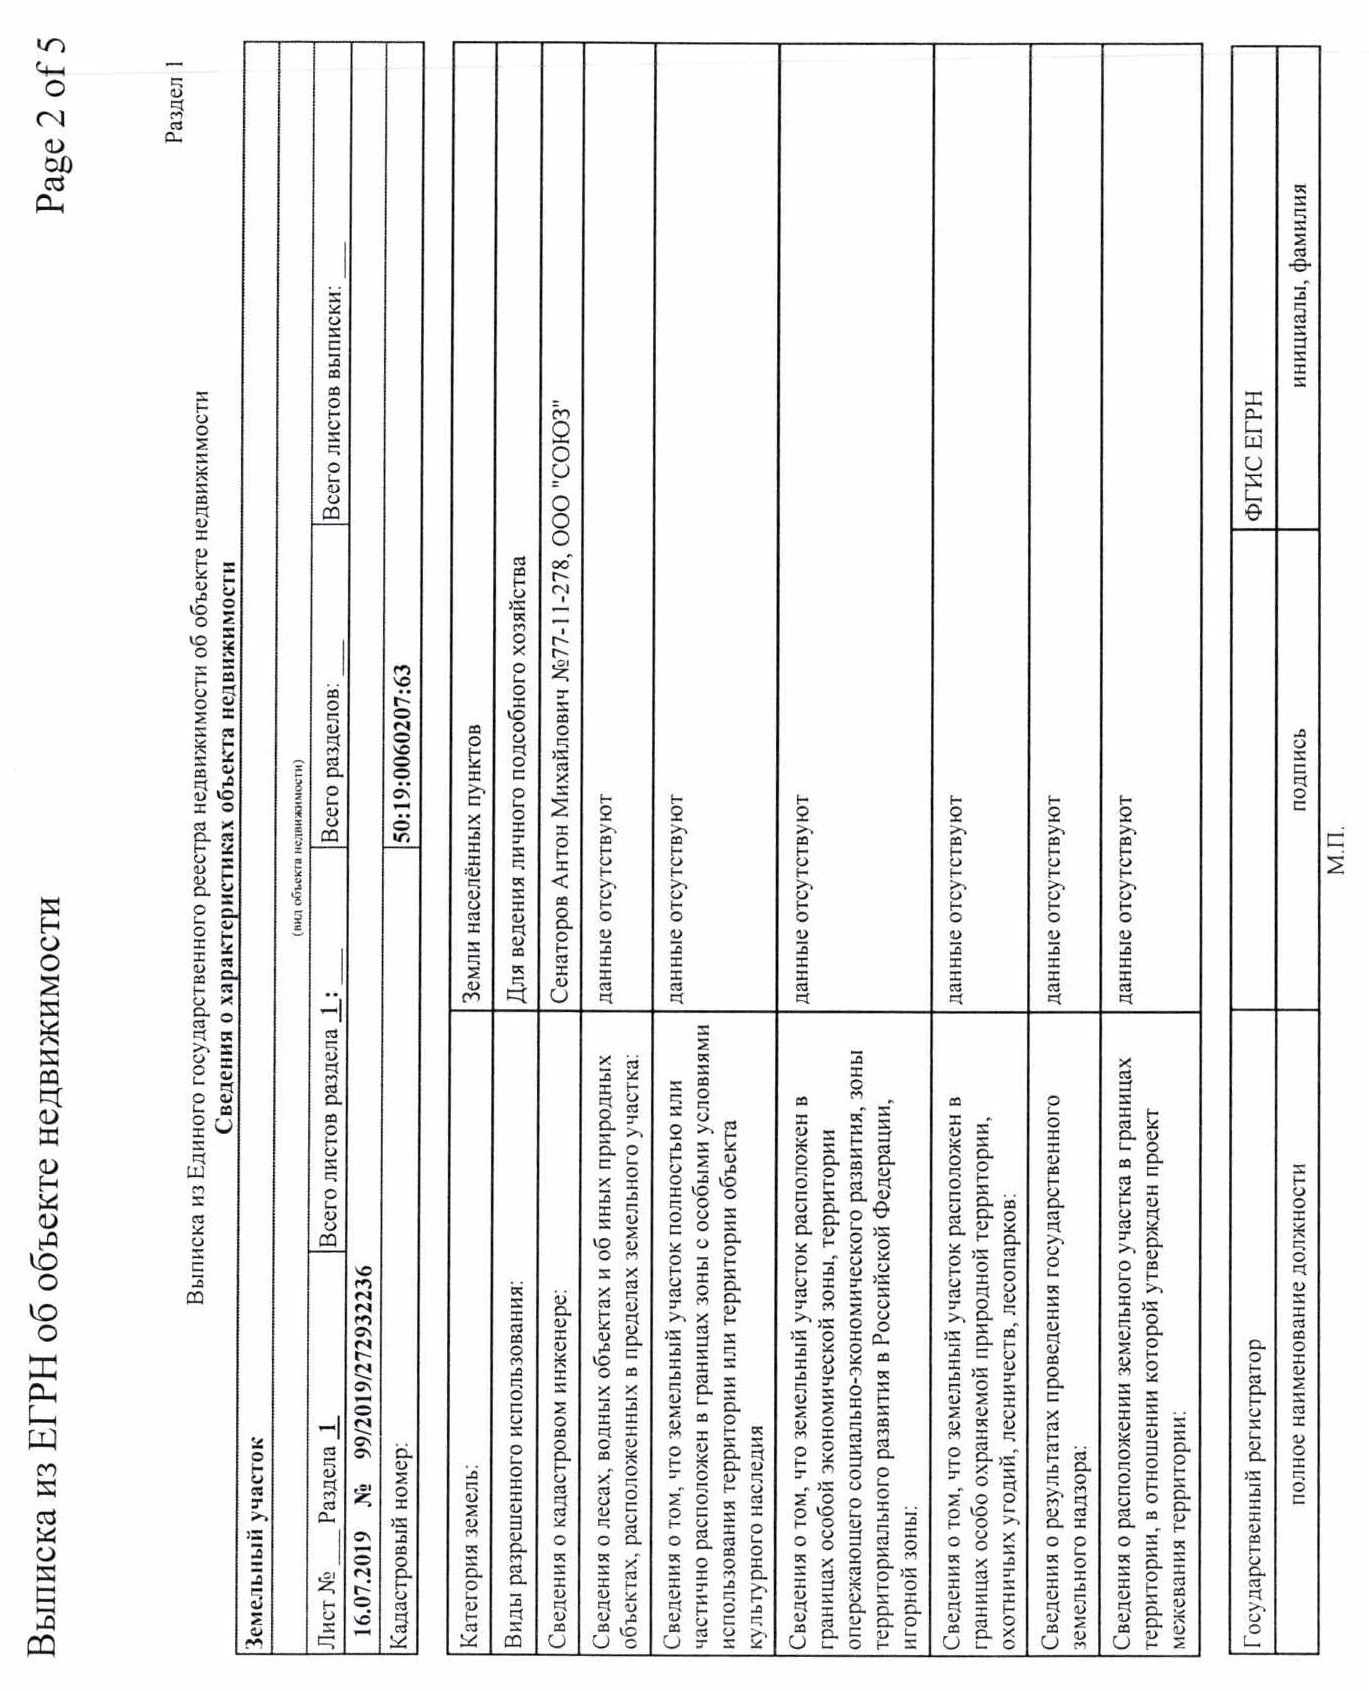 Выписка из ЕГРН об объекте недвижимости Page 2 of 5
Раздел 1
Выписка из Единого государственного реестра недвижимости об объекте недвижимости
Сведения о характеристиках объекта недвижимости
Земельный участок
(вид объекта недвижимости)
Лист № ___ Раздела 1 Всего листов раздела 1: ___ Всего разделов: ___ Всего листов выписки: ___
16.07.2019 № 99/2019/272932236
Кадастровый номер: 50:19:0060207:63
Категория земель: Земли населённых пунктов
Виды разрешенного использования: Для ведения личного подсобного хозяйства
Сведения о кадастровом инженере: Сенаторов Антон Михайлович №77-11-278, ООО "СОЮЗ"
Сведения о лесах, водных объектах и об иных природных
объектах, расположенных в пределах земельного участка:
данные отсутствуют
Сведения о том, что земельный участок полностью или
частично расположен в границах зоны с особыми условиями
использования территории или территории объекта
культурного наследия
данные отсутствуют
Сведения о том, что земельный участок расположен в
границах особой экономической зоны, территории
опережающего социально-экономического развития, зоны
территориального развития в Российской Федерации,
игорной зоны:
данные отсутствуют
Сведения о том, что земельный участок расположен в
границах особо охраняемой природной территории,
охотничьих угодий, лесничеств, лесопарков:
данные отсутствуют
Сведения о результатах проведения государственного
земельного надзора:
данные отсутствуют
Сведения о расположении земельного участка в границах
территории, в отношении которой утвержден проект
межевания территории:
данные отсутствуют
Государственный регистратор ФГИС ЕГРН
полное наименование должности подпись инициалы, фамилия
М.П.